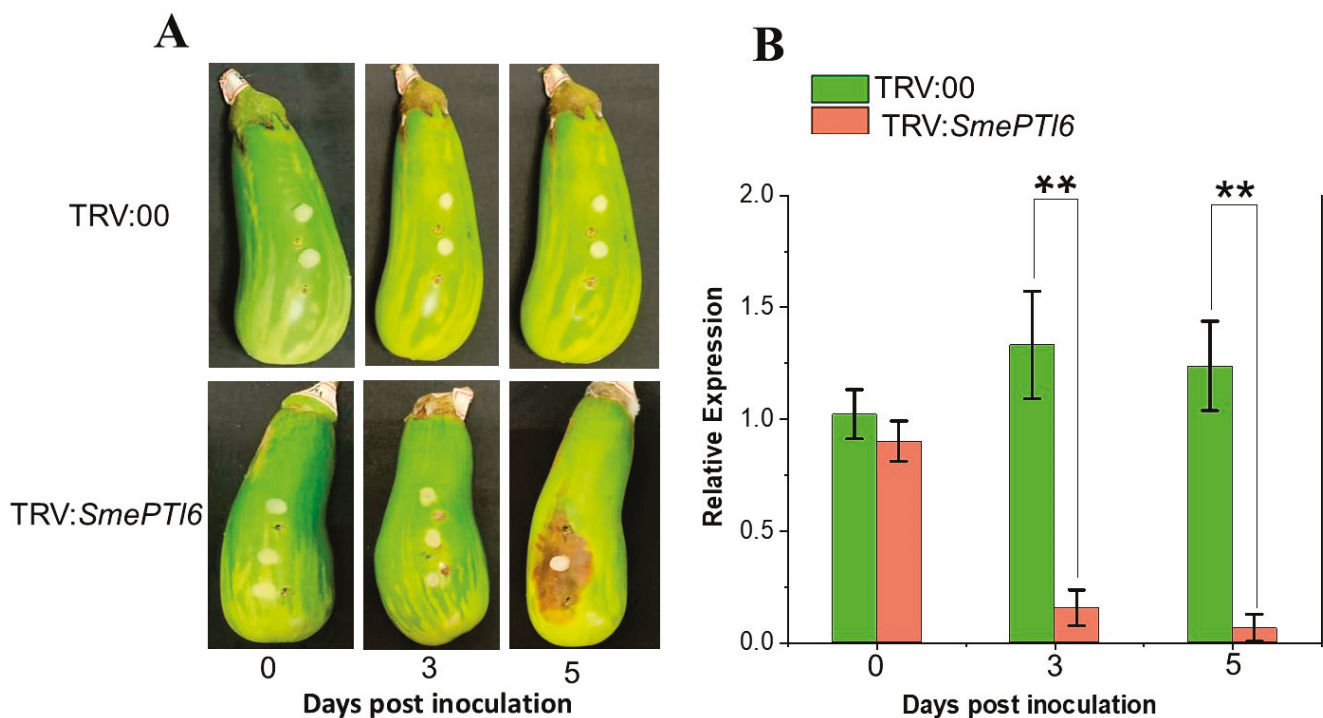 A
TRV:00
TRV:SmePTI6
0 3 5
Days post inoculation
B
TRV:00
TRV:SmePTI6
** **
Relative Expression
2.0
1.5
1.0
0.5
0.0
0 3 5
Days post inoculation